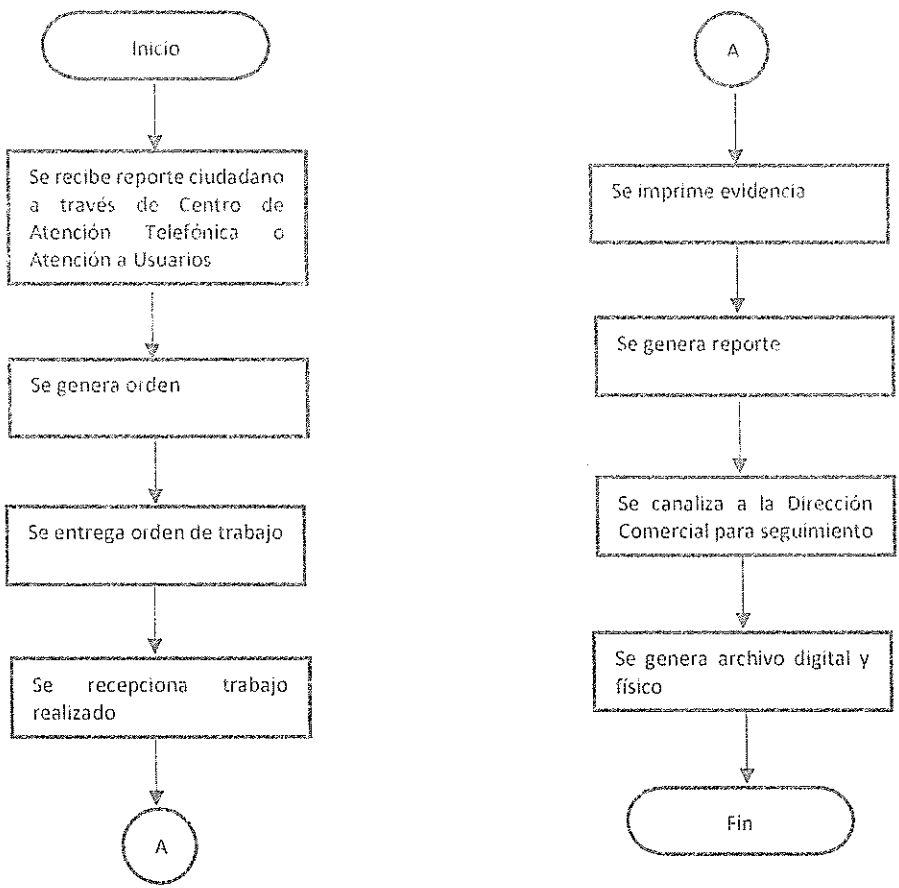 Inicio
Se recibe reporte ciudadano
a través de Centro de
Atención Telefónica o
Atención a Usuarios
Se genera orden
Se entrega orden de trabajo
Se recepciona trabajo
realizado
A
A
Se imprime evidencia
Se genera reporte
Se canaliza a la Dirección
Comercial para seguimiento
Se genera archivo digital y
físico
Fin